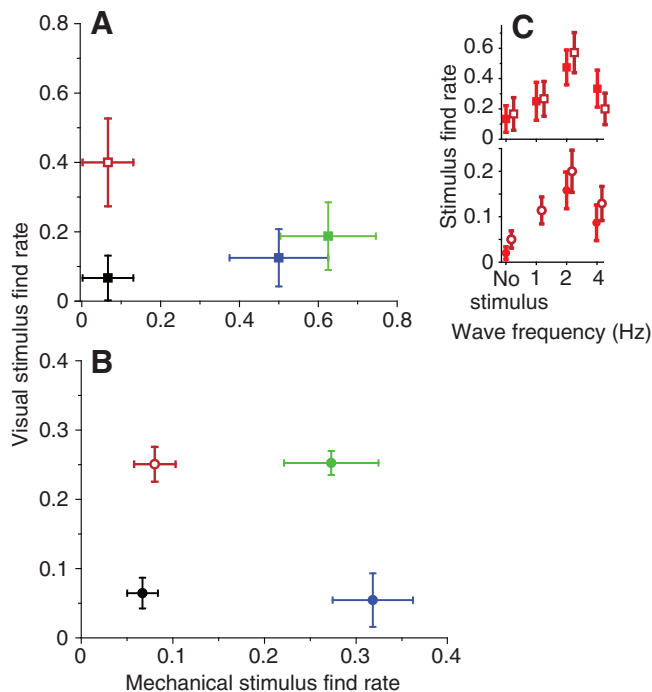 A
0.8
0.6
0.4
0.2
0
0 0.2 0.4 0.6 0.8
C
0.6
0.4
0.2
0
0.2
0.1
0
No stimulus 1 2 4
Stimulus find rate
Wave frequency (Hz)
B
0.4
0.3
0.2
0.1
0
0 0.1 0.2 0.3 0.4
Visual stimulus find rate
Mechanical stimulus find rate